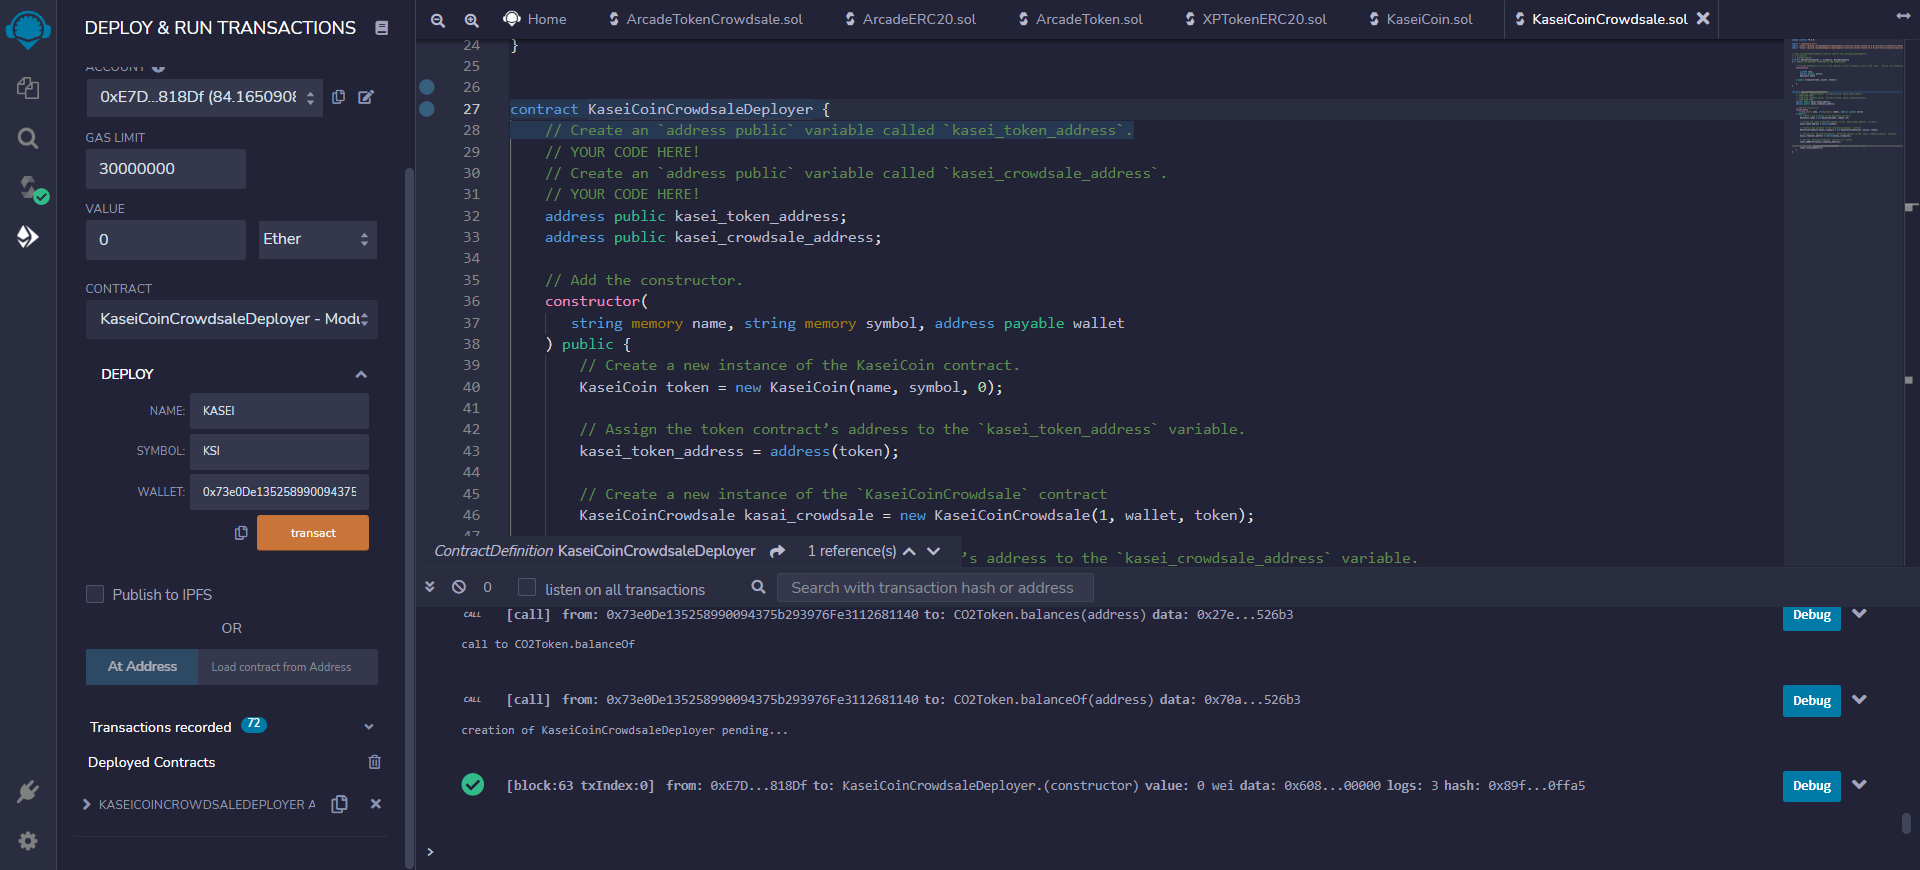 DEPLOY & RUN TRANSACTIONS
ACCOUNT
0xE7D...818Df (84.1650908
GAS LIMIT
30000000
VALUE
0
Ether
CONTRACT
KaseiCoinCrowdsaleDeployer - Modu
DEPLOY
NAME:
KASEI
SYMBOL:
KSI
WALLET:
0x73e0De135258990094375
transact
Publish to IPFS
OR
At Address
Load contract from Address
Transactions recorded 72
Deployed Contracts
KASEICOINCROWDSALEDEPLOYER A
Home
ArcadeTokenCrowdsale.sol
ArcadeERC20.sol
ArcadeToken.sol
XPTokenERC20.sol
KaseiCoin.sol
KaseiCoinCrowdsale.sol
24 }
25
26
27 contract KaseiCoinCrowdsaleDeployer {
28 // Create an `address public` variable called `kasei_token_address`.
29 // YOUR CODE HERE!
30 // Create an `address public` variable called `kasei_crowdsale_address`.
31 // YOUR CODE HERE!
32 address public kasei_token_address;
33 address public kasei_crowdsale_address;
34
35 // Add the constructor.
36 constructor(
37 string memory name, string memory symbol, address payable wallet
38 ) public {
39 // Create a new instance of the KaseiCoin contract.
40 KaseiCoin token = new KaseiCoin(name, symbol, 0);
41
42 // Assign the token contract’s address to the `kasei_token_address` variable.
43 kasei_token_address = address(token);
44
45 // Create a new instance of the `KaseiCoinCrowdsale` contract
46 KaseiCoinCrowdsale kasai_crowdsale = new KaseiCoinCrowdsale(1, wallet, token);
47
ContractDefinition KaseiCoinCrowdsaleDeployer 1 reference(s)
’s address to the `kasei_crowdsale_address` variable.
0
listen on all transactions
Search with transaction hash or address
CALL [call] from: 0x73e0De135258990094375b293976Fe3112681140 to: CO2Token.balances(address) data: 0x27e...526b3 Debug
call to CO2Token.balanceOf
CALL [call] from: 0x73e0De135258990094375b293976Fe3112681140 to: CO2Token.balanceOf(address) data: 0x70a...526b3 Debug
creation of KaseiCoinCrowdsaleDeployer pending...
[block:63 txIndex:0] from: 0xE7D...818Df to: KaseiCoinCrowdsaleDeployer.(constructor) value: 0 wei data: 0x608...00000 logs: 3 hash: 0x89f...0ffa5 Debug
>